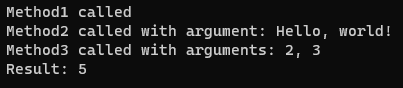 Method1 called
Method2 called with argument: Hello, world!
Method3 called with arguments: 2, 3
Result: 5